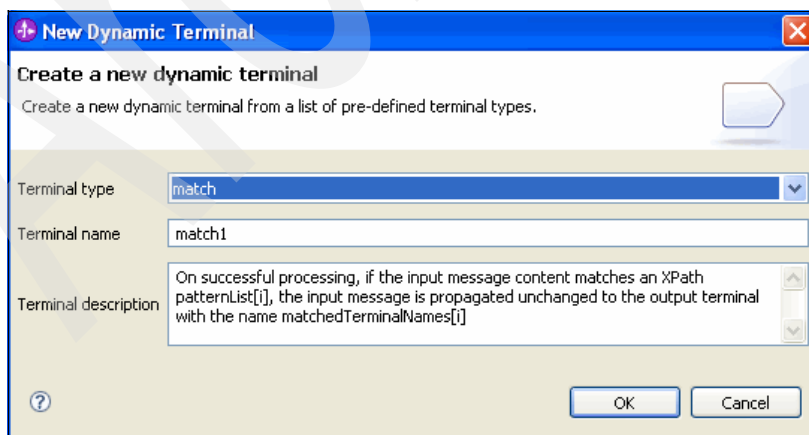 New Dynamic Terminal
Create a new dynamic terminal
Create a new dynamic terminal from a list of pre-defined terminal types.
Terminal type match
Terminal name match1
Terminal description
On successful processing, if the input message content matches an XPath
patternList[i], the input message is propagated unchanged to the output terminal
with the name matchedTerminalNames[i]
?
OK Cancel